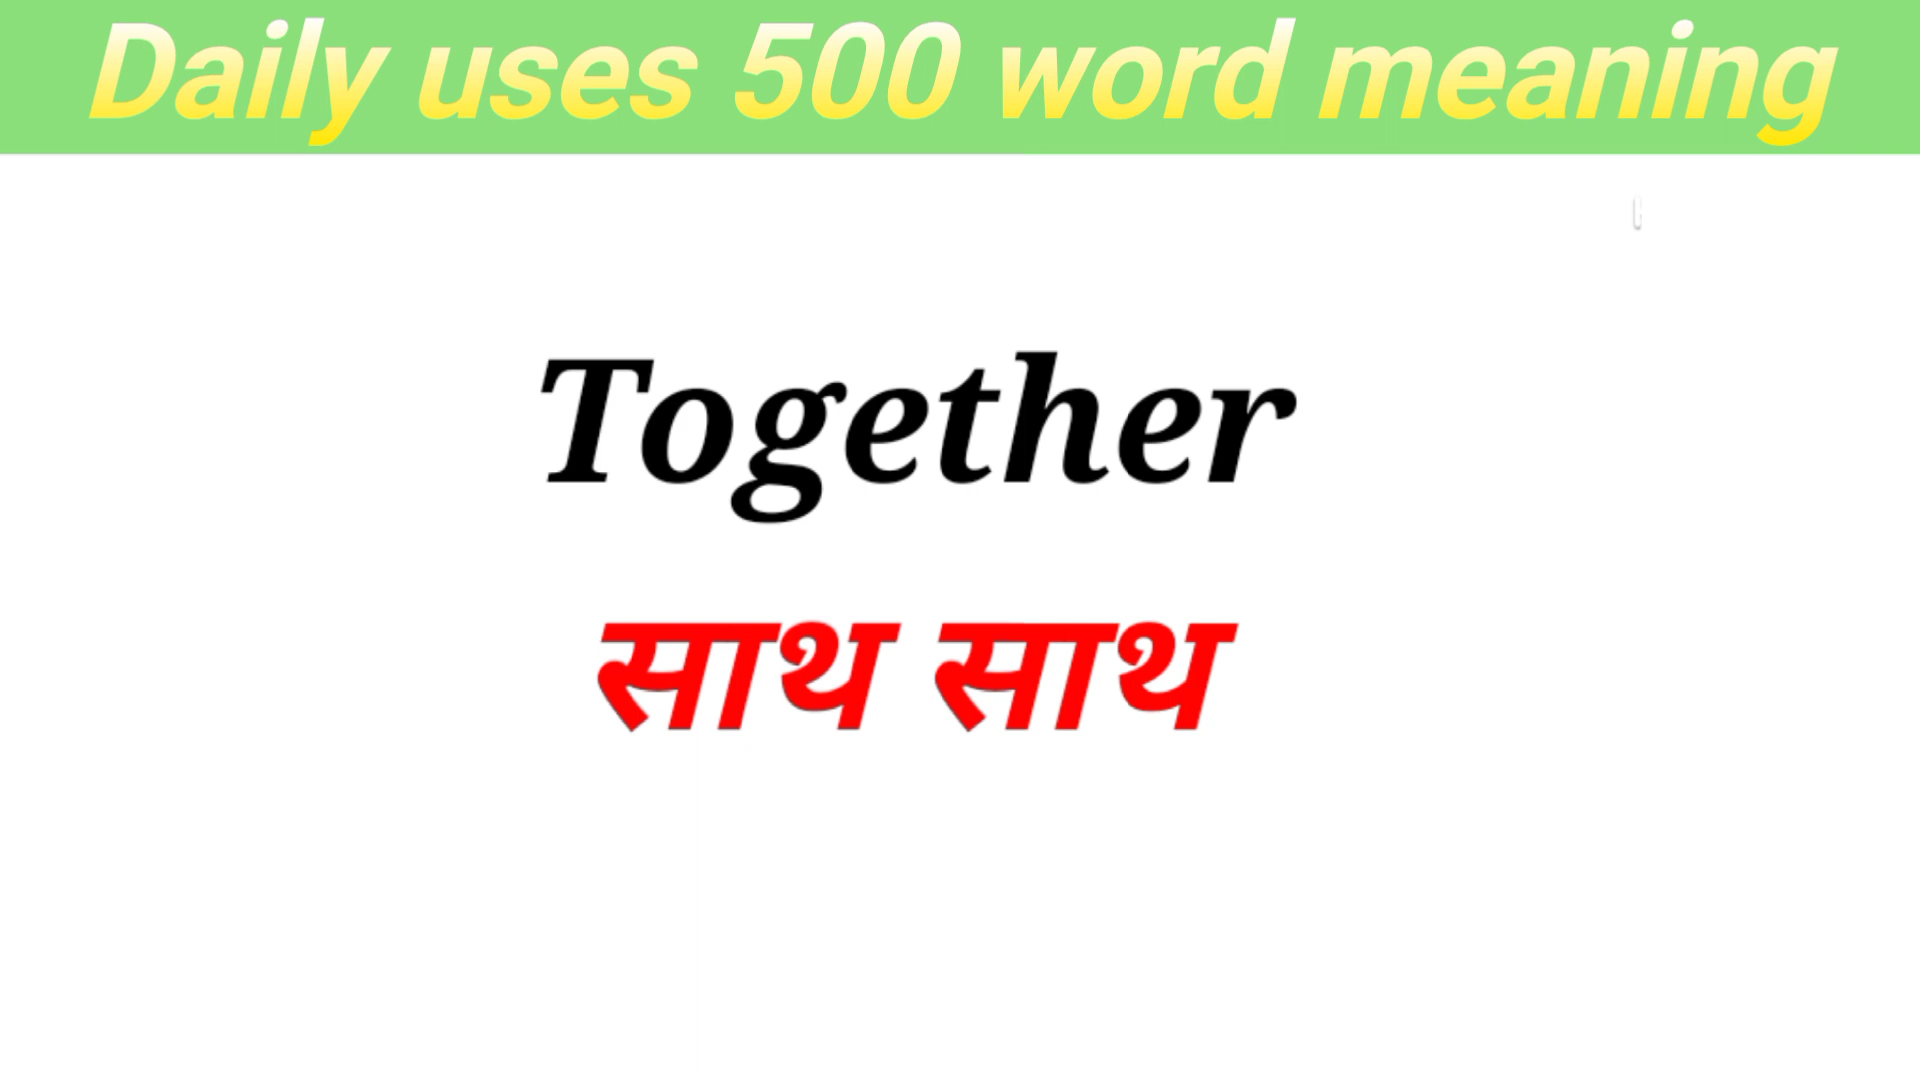 Daily uses 500 word meaning
Together
साथ साथ